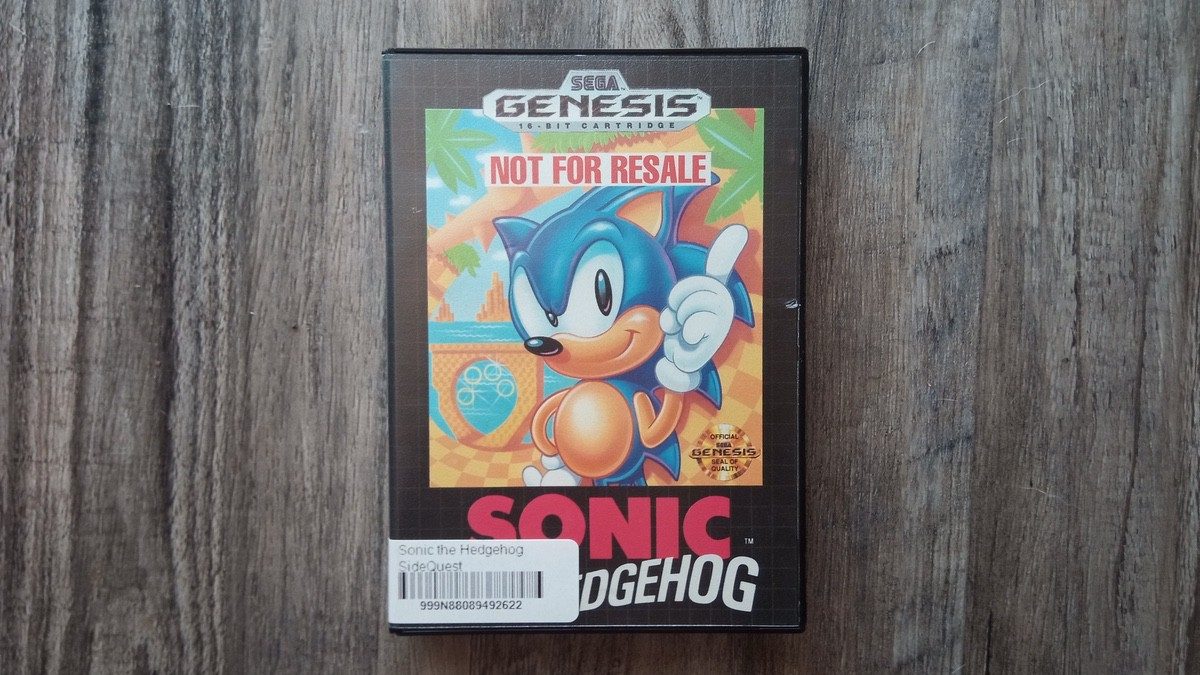 SEGA
GENESIS
16-BIT CARTRIDGE
NOT FOR RESALE
OFFICIAL
SEGA
GENESIS
SEAL OF
QUALITY
SONIC
TM
EDGEHOG
Sonic the Hedgehog
SideQuest
999N88089492622